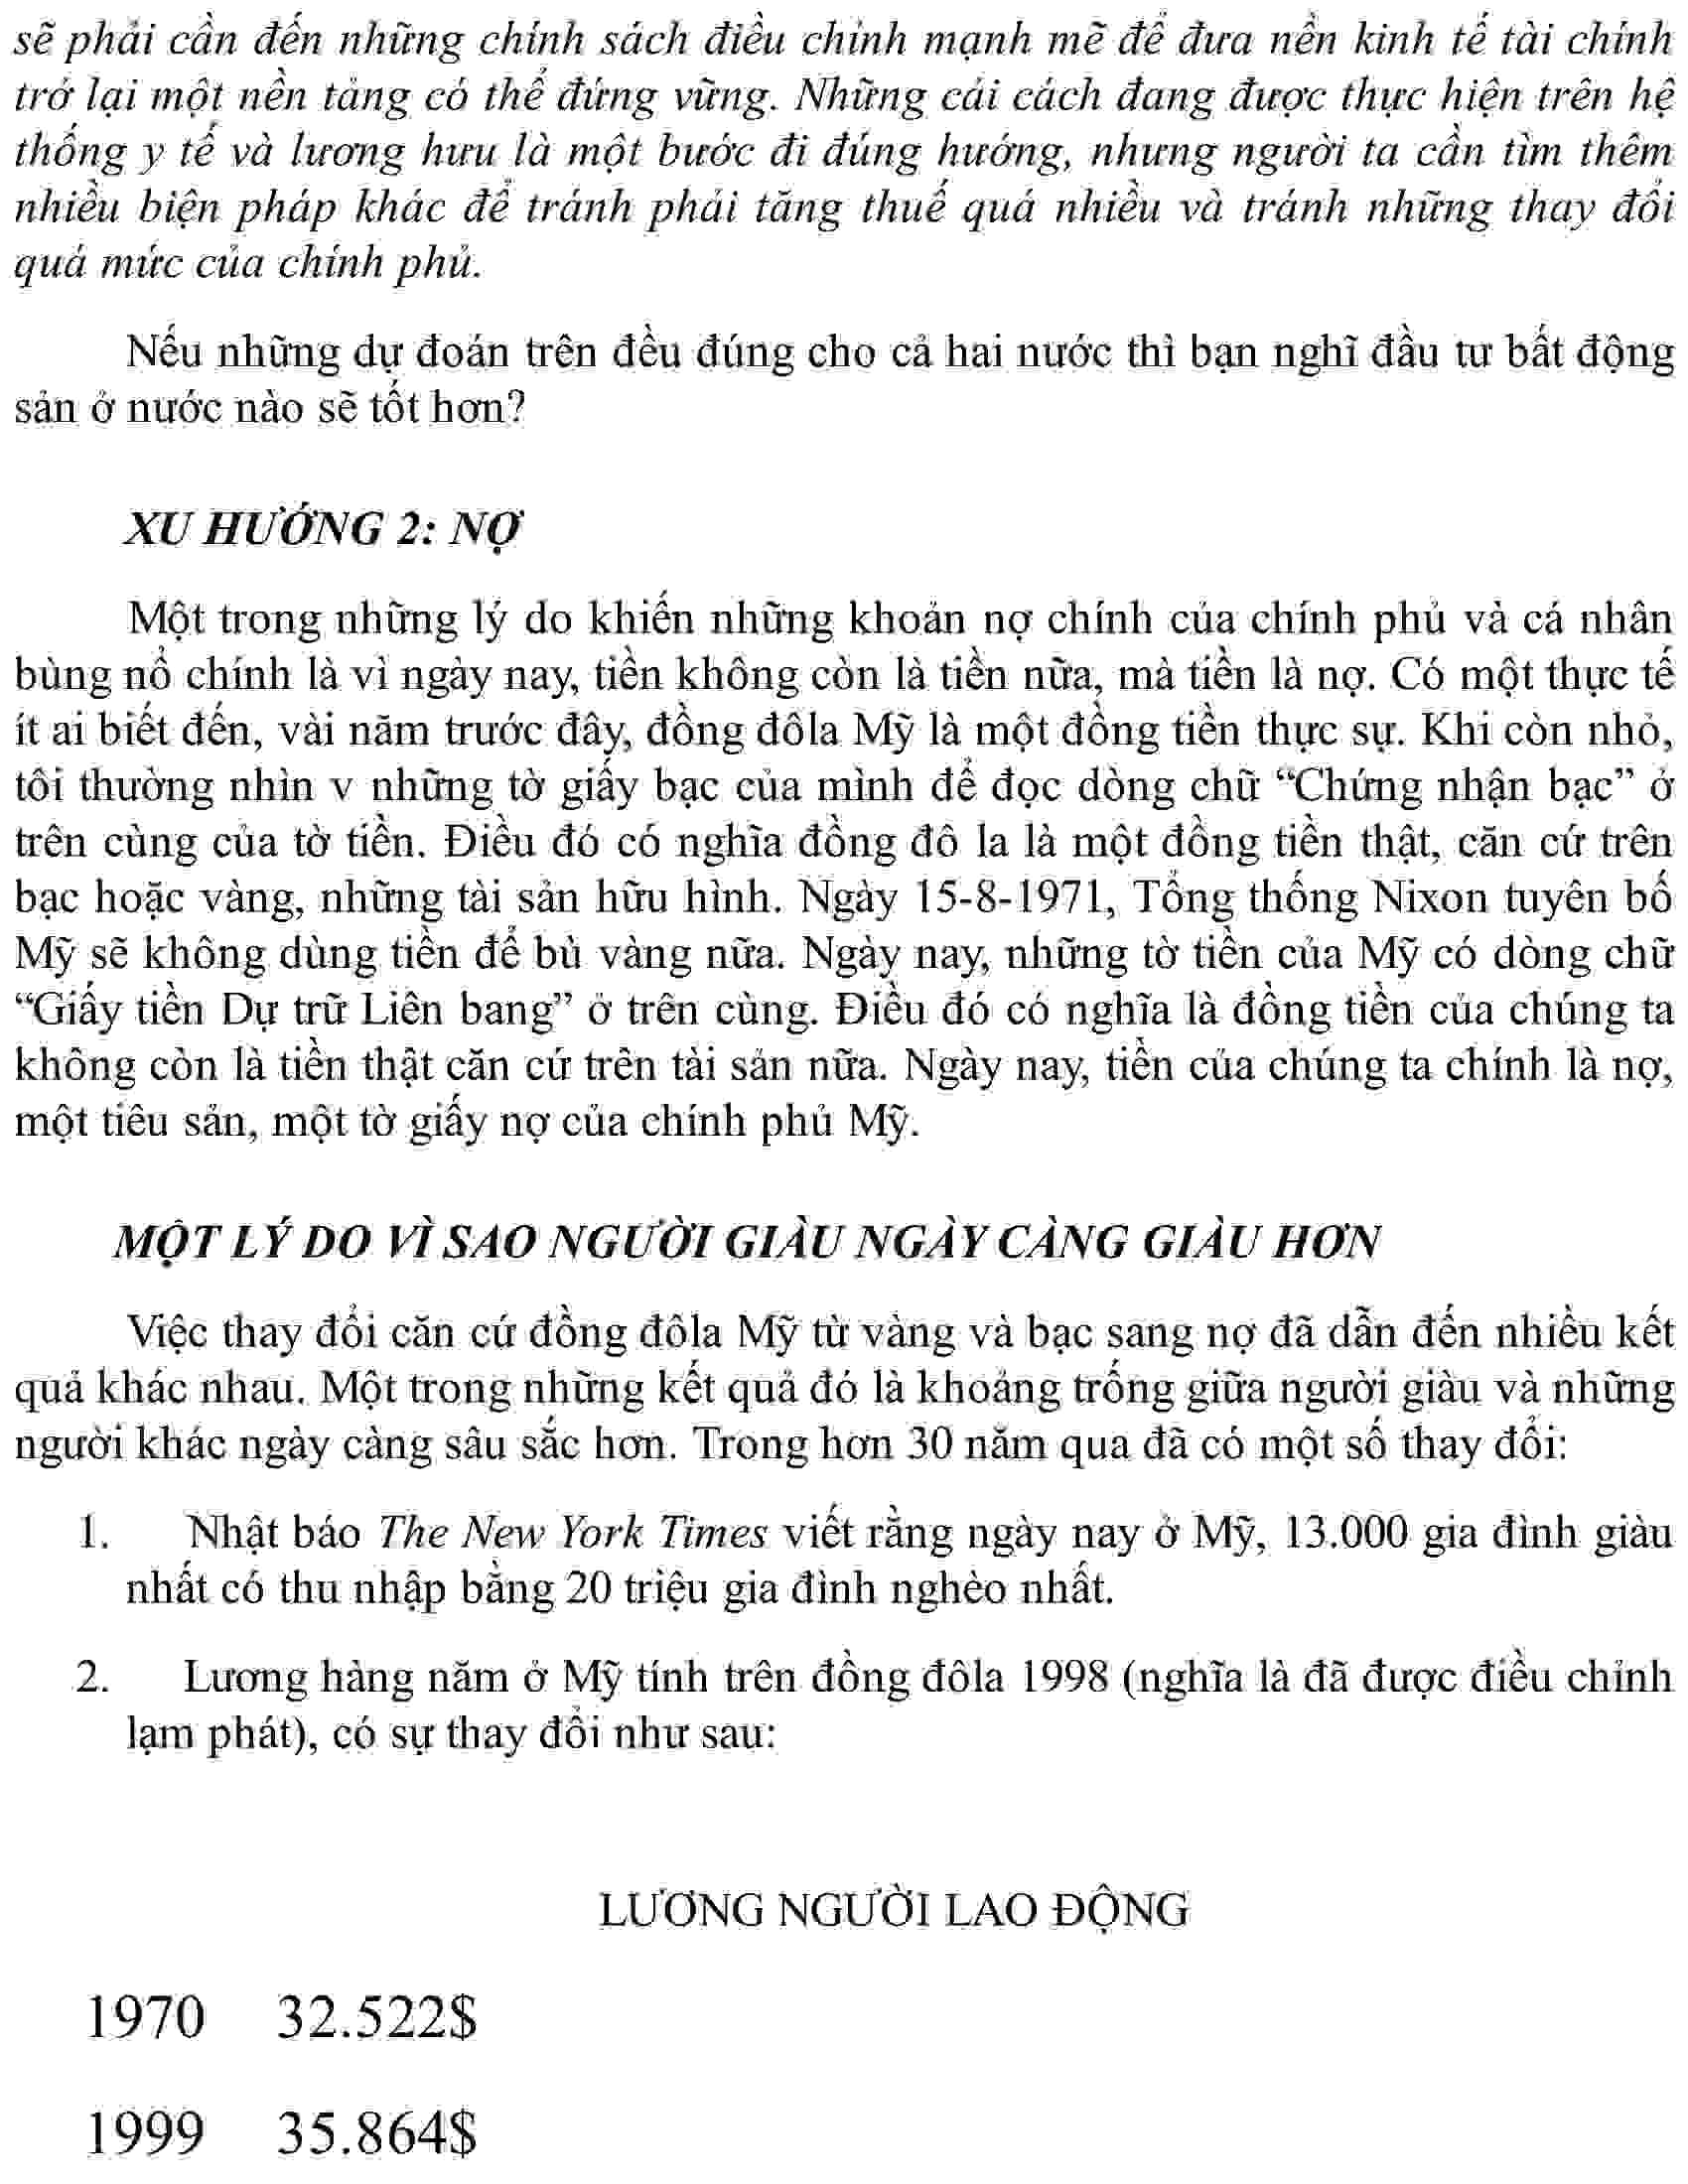 sẽ phải cần đến những chính sách điều chỉnh mạnh mẽ để đưa nền kinh tế tài chính
trở lại một nền tảng có thể đứng vững. Những cải cách đang được thực hiện trên hệ
thống y tế và lương hưu là một bước đi đúng hướng, nhưng người ta cần tìm thêm
nhiều biện pháp khác để tránh phải tăng thuế quá nhiều và tránh những thay đổi
quá mức của chính phủ.
Nếu những dự đoán trên đều đúng cho cả hai nước thì bạn nghĩ đầu tư bất động
sản ở nước nào sẽ tốt hơn?
XU HƯỚNG 2: NỢ
Một trong những lý do khiến những khoản nợ chính của chính phủ và cá nhân
bùng nổ chính là vì ngày nay, tiền không còn là tiền nữa, mà tiền là nợ. Có một thực tế
ít ai biết đến, vài năm trước đây, đồng đôla Mỹ là một đồng tiền thực sự. Khi còn nhỏ,
tôi thường nhìn v những tờ giấy bạc của mình để đọc dòng chữ “Chứng nhận bạc” ở
trên cùng của tờ tiền. Điều đó có nghĩa đồng đô la là một đồng tiền thật, căn cứ trên
bạc hoặc vàng, những tài sản hữu hình. Ngày 15-8-1971, Tổng thống Nixon tuyên bố
Mỹ sẽ không dùng tiền để bù vàng nữa. Ngày nay, những tờ tiền của Mỹ có dòng chữ
“Giấy tiền Dự trữ Liên bang” ở trên cùng. Điều đó có nghĩa là đồng tiền của chúng ta
không còn là tiền thật căn cứ trên tài sản nữa. Ngày nay, tiền của chúng ta chính là nợ,
một tiêu sản, một tờ giấy nợ của chính phủ Mỹ.
MỘT LÝ DO VÌ SAO NGƯỜI GIÀU NGÀY CÀNG GIÀU HƠN
Việc thay đổi căn cứ đồng đôla Mỹ từ vàng và bạc sang nợ đã dẫn đến nhiều kết
quả khác nhau. Một trong những kết quả đó là khoảng trống giữa người giàu và những
người khác ngày càng sâu sắc hơn. Trong hơn 30 năm qua đã có một số thay đổi:
1. Nhật báo The New York Times viết rằng ngày nay ở Mỹ, 13.000 gia đình giàu
nhất có thu nhập bằng 20 triệu gia đình nghèo nhất.
2. Lương hàng năm ở Mỹ tính trên đồng đôla 1998 (nghĩa là đã được điều chỉnh
lạm phát), có sự thay đổi như sau:
LƯƠNG NGƯỜI LAO ĐỘNG
1970 32.522$
1999 35.864$